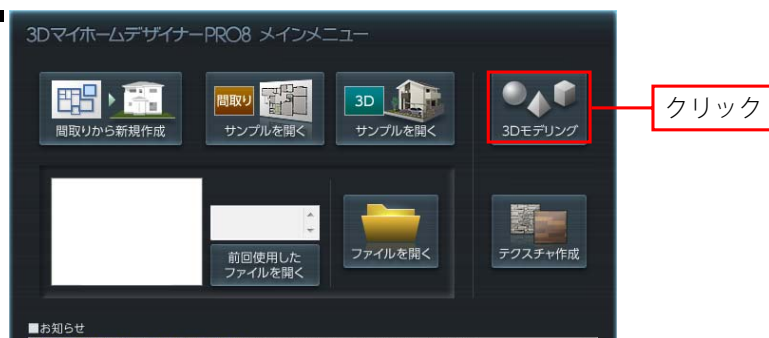 3DマイホームデザイナーPRO8 メインメニュー
間取りから新規作成
間取り
サンプルを開く
3D
サンプルを開く
3Dモデリング
クリック
前回使用した
ファイルを開く
ファイルを開く
テクスチャ作成
■お知らせ